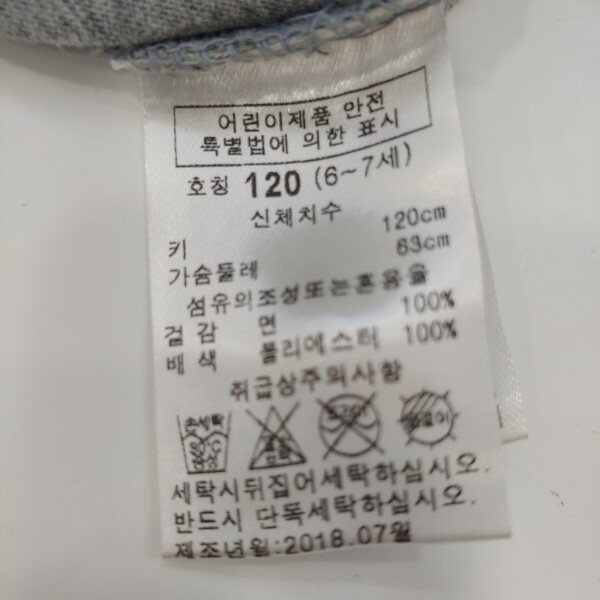 어린이제품 안전
특별법에 의한 표시
호칭 120 (6~7세)
신체치수
키 120cm
가슴둘레 63cm
섬유의조성또는혼용율
겉감 면 100%
배색 폴리에스터 100%
취급상주의사항
손세탁
세탁시뒤집어세탁하십시오.
반드시 단독세탁하십시오.
제조년월:2018.07월